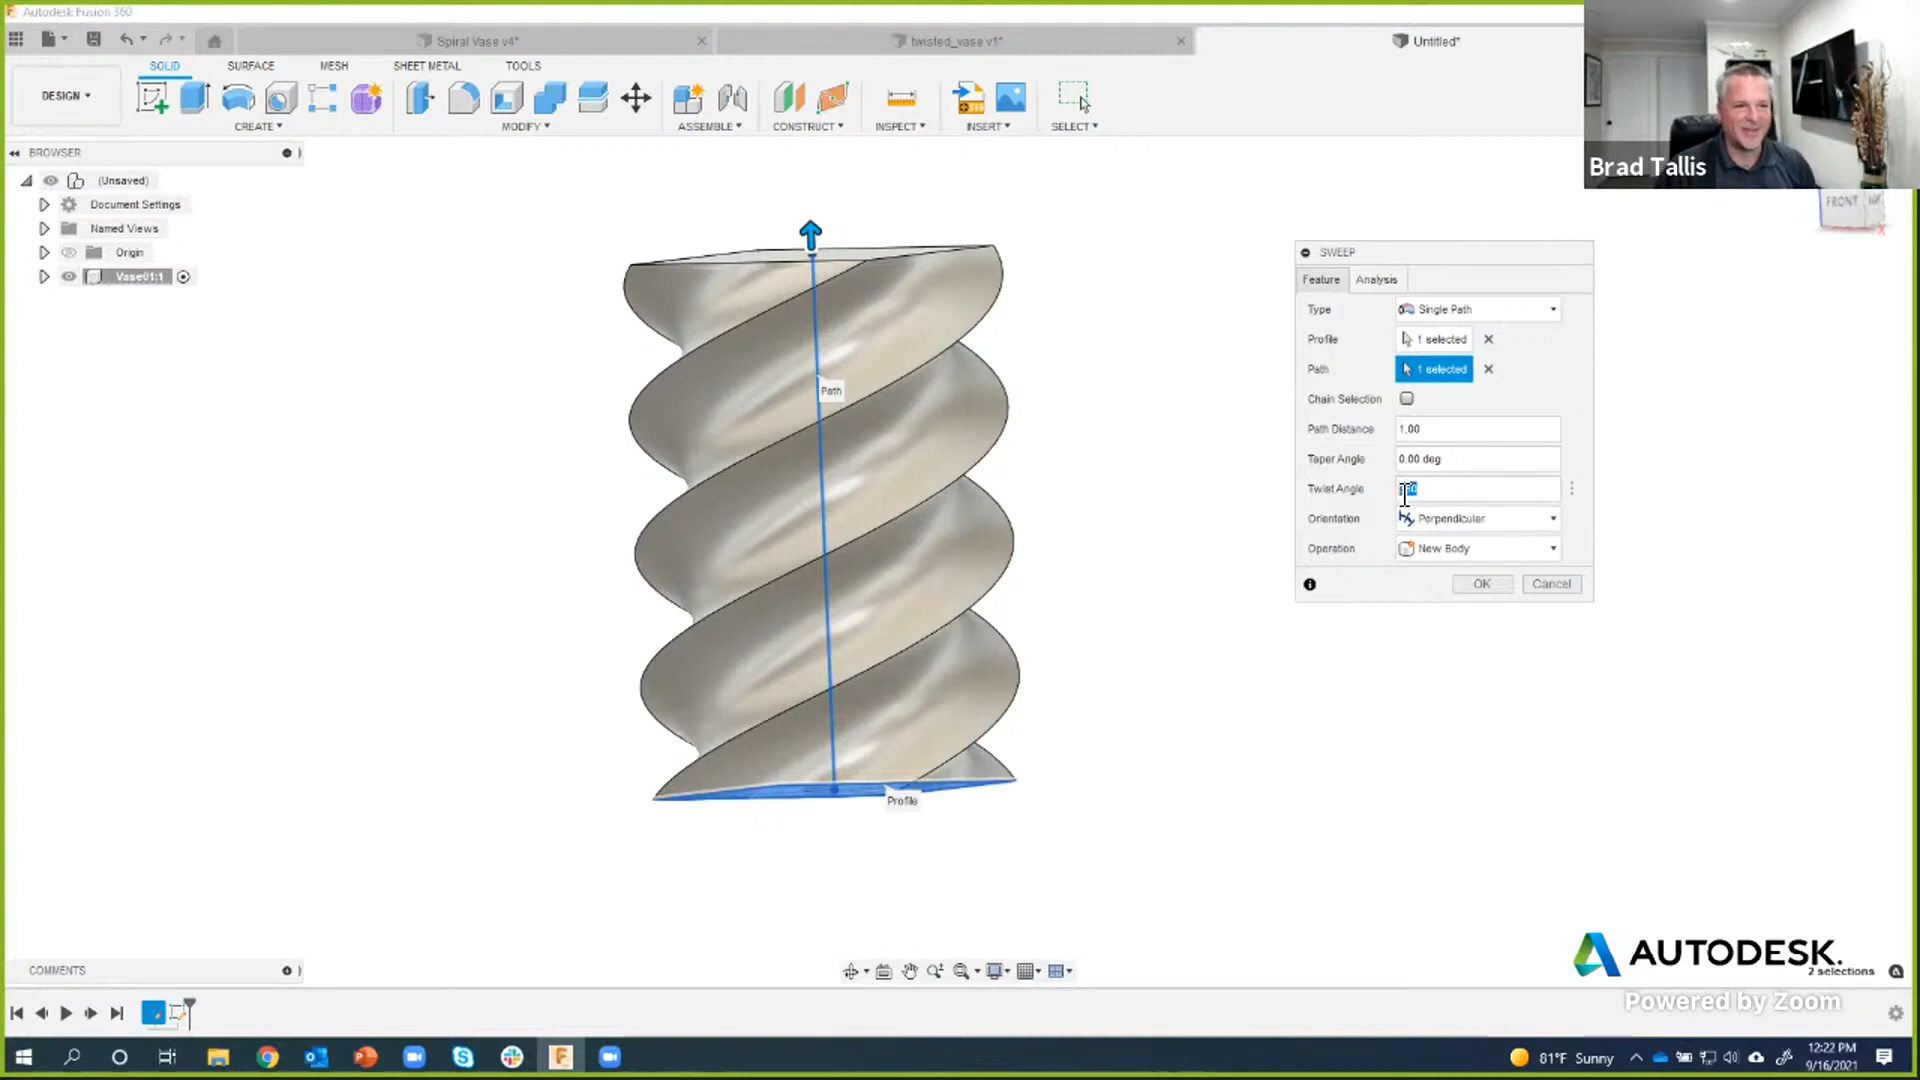 Autodesk Fusion 360
Spiral Vase v4*
twisted_vase v1*
Untitled*
DESIGN
SOLID
SURFACE
MESH
SHEET METAL
TOOLS
CREATE
MODIFY
ASSEMBLE
CONSTRUCT
INSPECT
INSERT
SELECT
Brad Tallis
FRONT
X
BROWSER
(Unsaved)
Document Settings
Named Views
Origin
Vase01:1
Path
Profile
SWEEP
Feature
Analysis
Type
Single Path
Profile
1 selected
Path
1 selected
Chain Selection
Path Distance
1.00
Taper Angle
0.00 deg
Twist Angle
Orientation
Perpendicular
Operation
New Body
OK
Cancel
COMMENTS
AUTODESK.
2 selections
Powered by Zoom
81°F Sunny
12:22 PM
9/16/2021